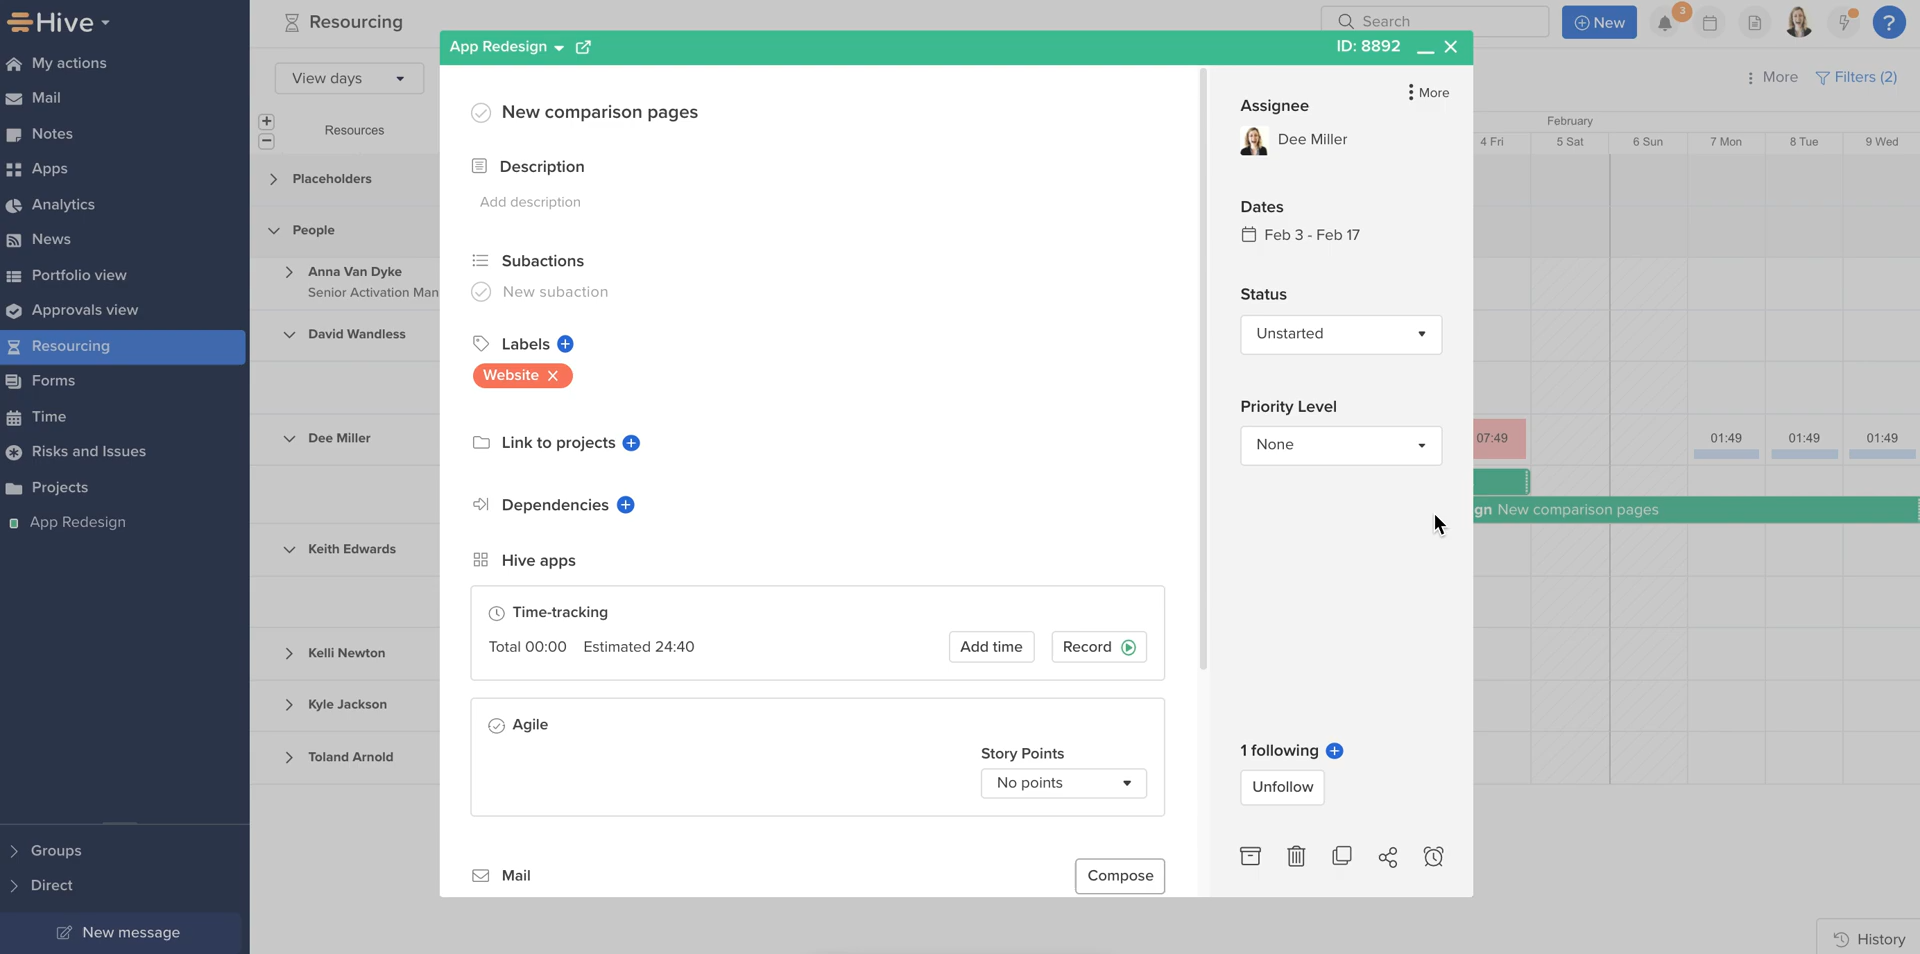 Hive
Resourcing
Search
New
3
?
My actions
Mail
Notes
Apps
Analytics
News
Portfolio view
Approvals view
Resourcing
Forms
Time
Risks and Issues
Projects
App Redesign
Groups
Direct
New message
View days
More
Filters (2)
Resources
February
4 Fri
5 Sat
6 Sun
7 Mon
8 Tue
9 Wed
Placeholders
People
Anna Van Dyke
Senior Activation Man
David Wandless
Dee Miller
07:49
01:49
01:49
01:49
gn New comparison pages
Keith Edwards
Kelli Newton
Kyle Jackson
Toland Arnold
App Redesign
ID: 8892
New comparison pages
Description
Add description
Subactions
New subaction
Labels
Website
Link to projects
Dependencies
Hive apps
Time-tracking
Total 00:00 Estimated 24:40
Add time
Record
Agile
Story Points
No points
Mail
Compose
More
Assignee
Dee Miller
Dates
Feb 3 - Feb 17
Status
Unstarted
Priority Level
None
1 following
Unfollow
History